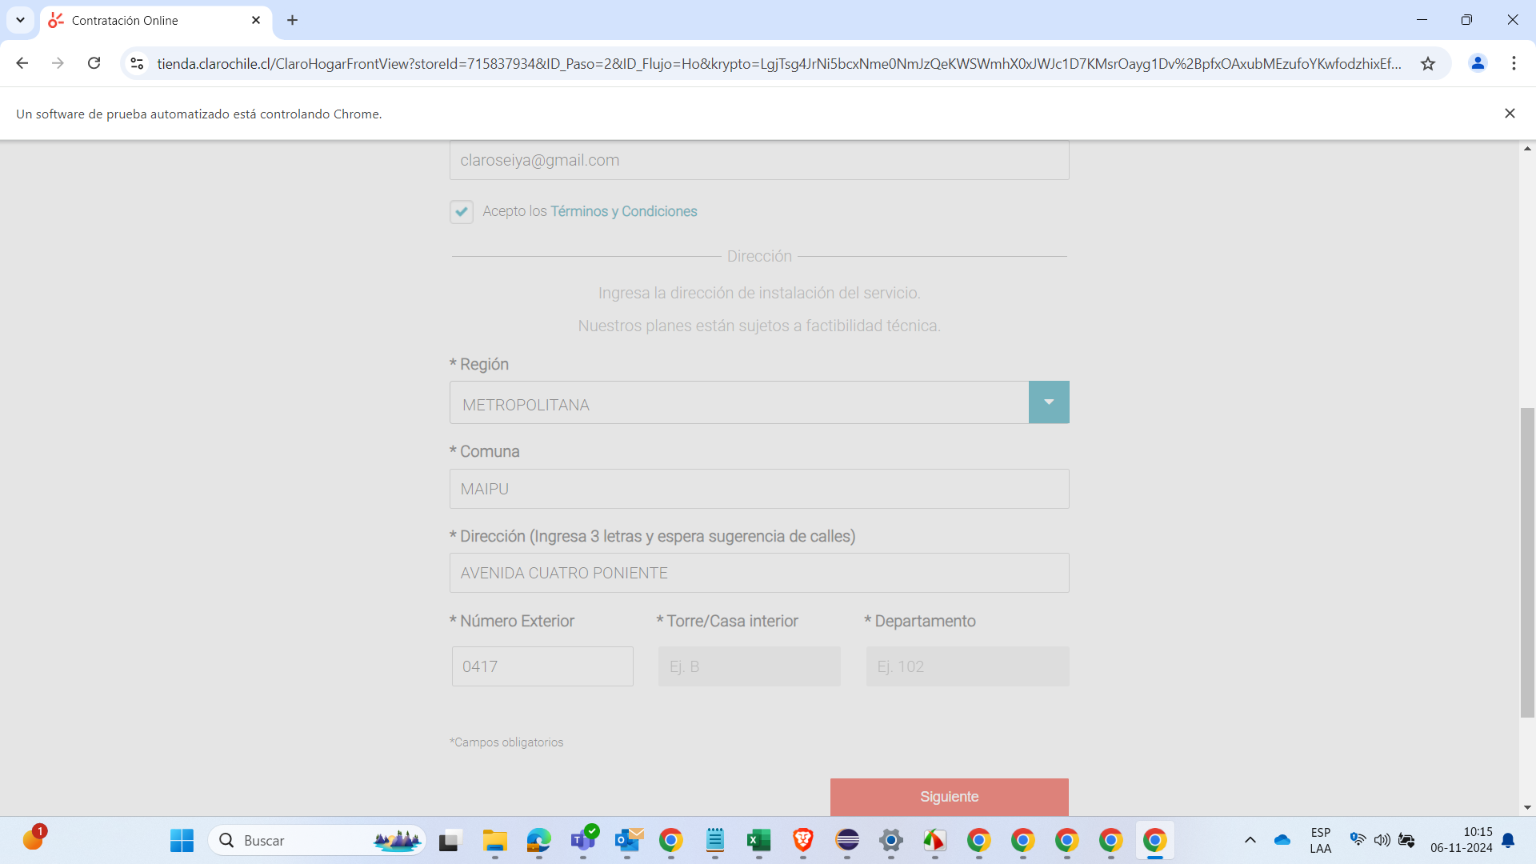 Contratación Online
tienda.clarochile.cl/ClaroHogarFrontView?storeId=715837934&ID_Paso=2&ID_Flujo=Ho&krypto=LgjTsg4JrNi5bcxNme0NmJzQeKWSWmhX0xJWJc1D7KMsrOayg1Dv%2BpfxOAxubMEzufoYKwfodzhixEf...
Un software de prueba automatizado está controlando Chrome.
claroseiya@gmail.com
Acepto los Términos y Condiciones
Dirección
Ingresa la dirección de instalación del servicio.
Nuestros planes están sujetos a factibilidad técnica.
* Región
METROPOLITANA
* Comuna
MAIPU
* Dirección (Ingresa 3 letras y espera sugerencia de calles)
AVENIDA CUATRO PONIENTE
* Número Exterior * Torre/Casa interior * Departamento
0417 Ej. B Ej. 102
*Campos obligatorios
Siguiente
1
Buscar
ESP
LAA
10:15
06-11-2024